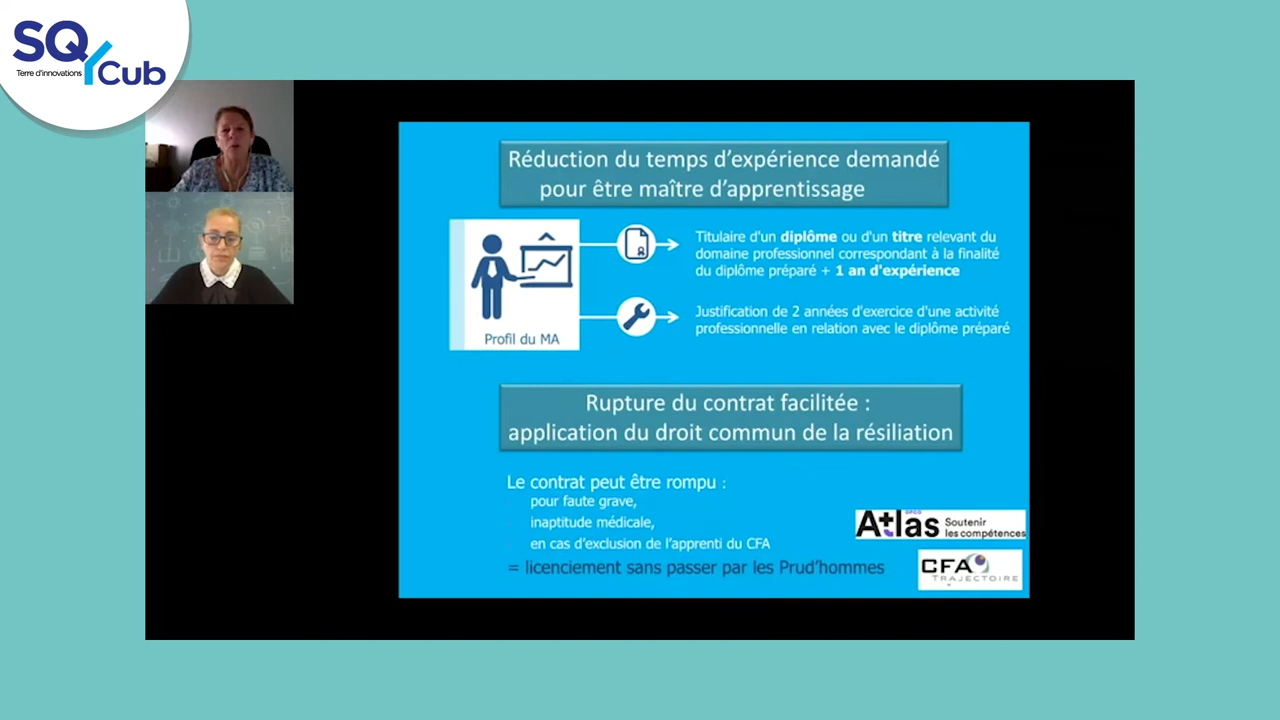 SQY Cub
Terre d'innovations
Réduction du temps d'expérience demandé
pour être maître d'apprentissage
Titulaire d'un diplôme ou d'un titre relevant du
domaine professionnel correspondant à la finalité
du diplôme préparé + 1 an d'expérience
Justification de 2 années d'exercice d'une activité
professionnelle en relation avec le diplôme préparé
Profil du MA
Rupture du contrat facilitée :
application du droit commun de la résiliation
Le contrat peut être rompu :
pour faute grave,
inaptitude médicale,
en cas d'exclusion de l'apprenti du CFA
= licenciement sans passer par les Prud'hommes
OPCO
Atlas Soutenir
les compétences
CFA
TRAJECTOIRE